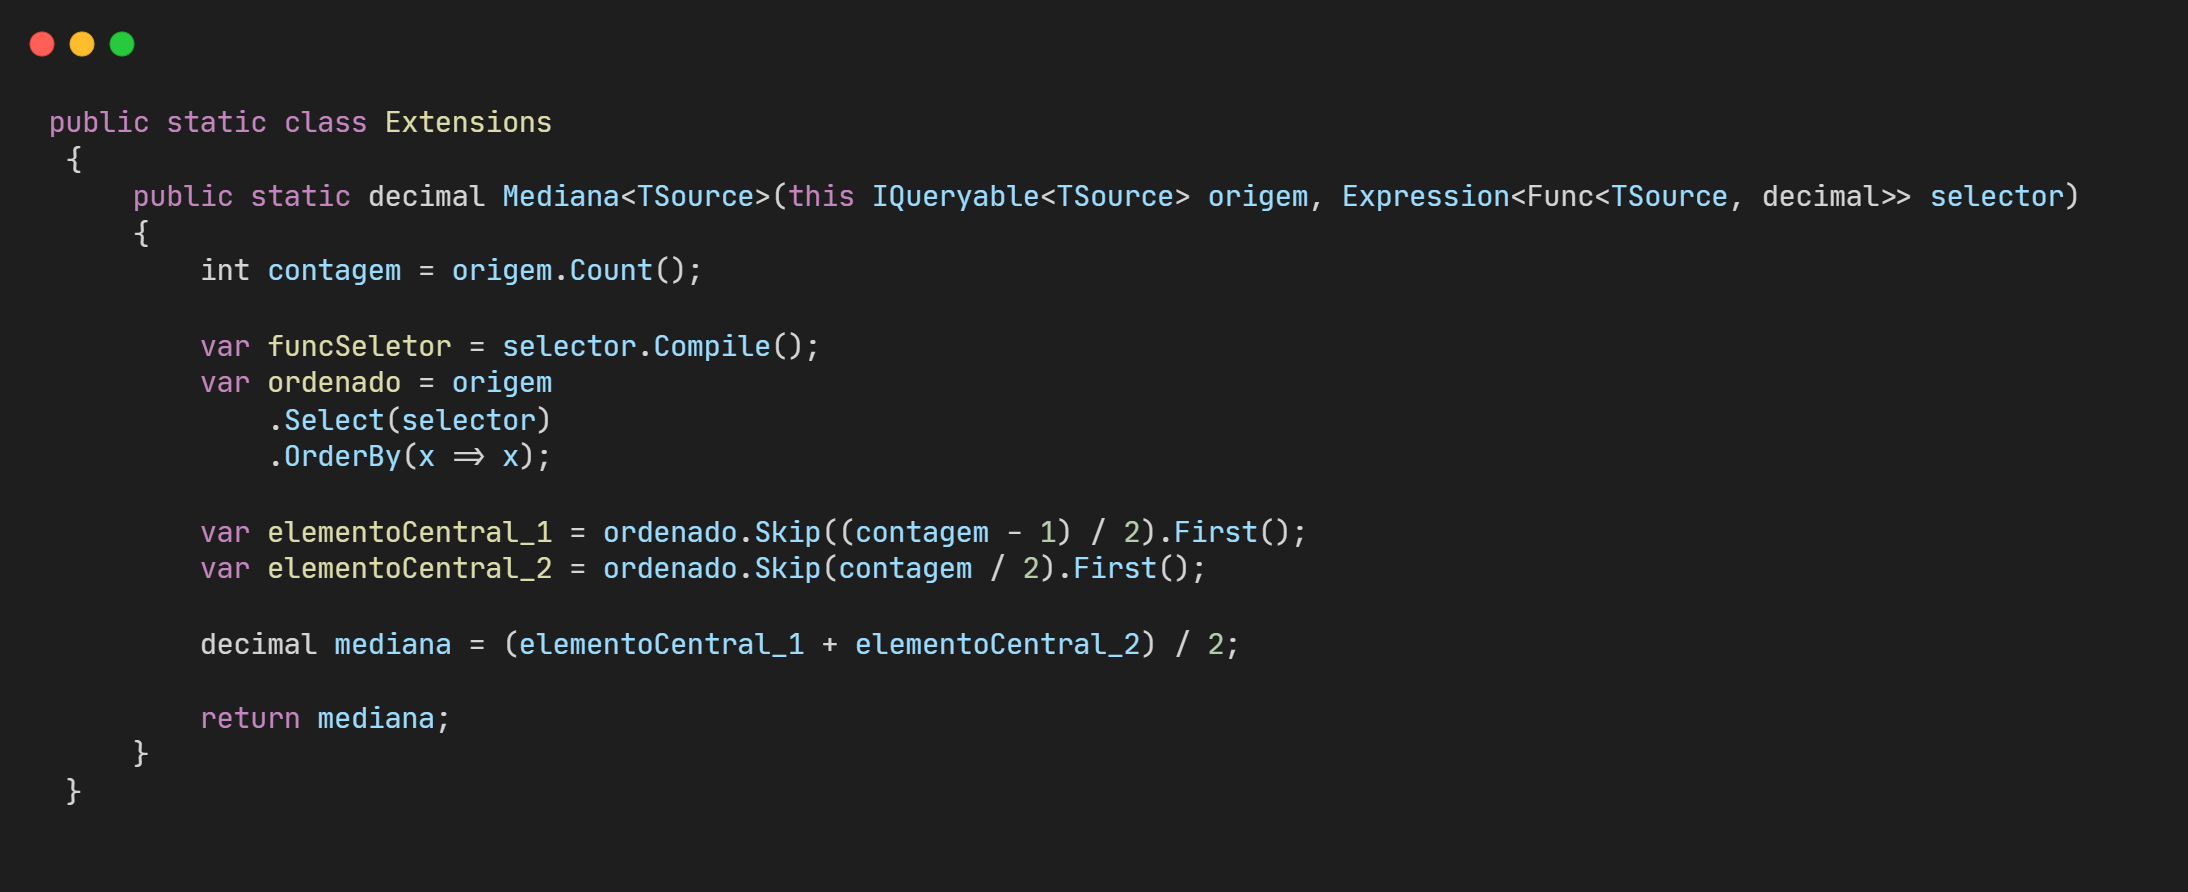 public static class Extensions
{
public static decimal Mediana<TSource>(this IQueryable<TSource> origem, Expression<Func<TSource, decimal>> selector)
{
int contagem = origem.Count();
var funcSeletor = selector.Compile();
var ordenado = origem
.Select(selector)
.OrderBy(x => x);
var elementoCentral_1 = ordenado.Skip((contagem - 1) / 2).First();
var elementoCentral_2 = ordenado.Skip(contagem / 2).First();
decimal mediana = (elementoCentral_1 + elementoCentral_2) / 2;
return mediana;
}
}